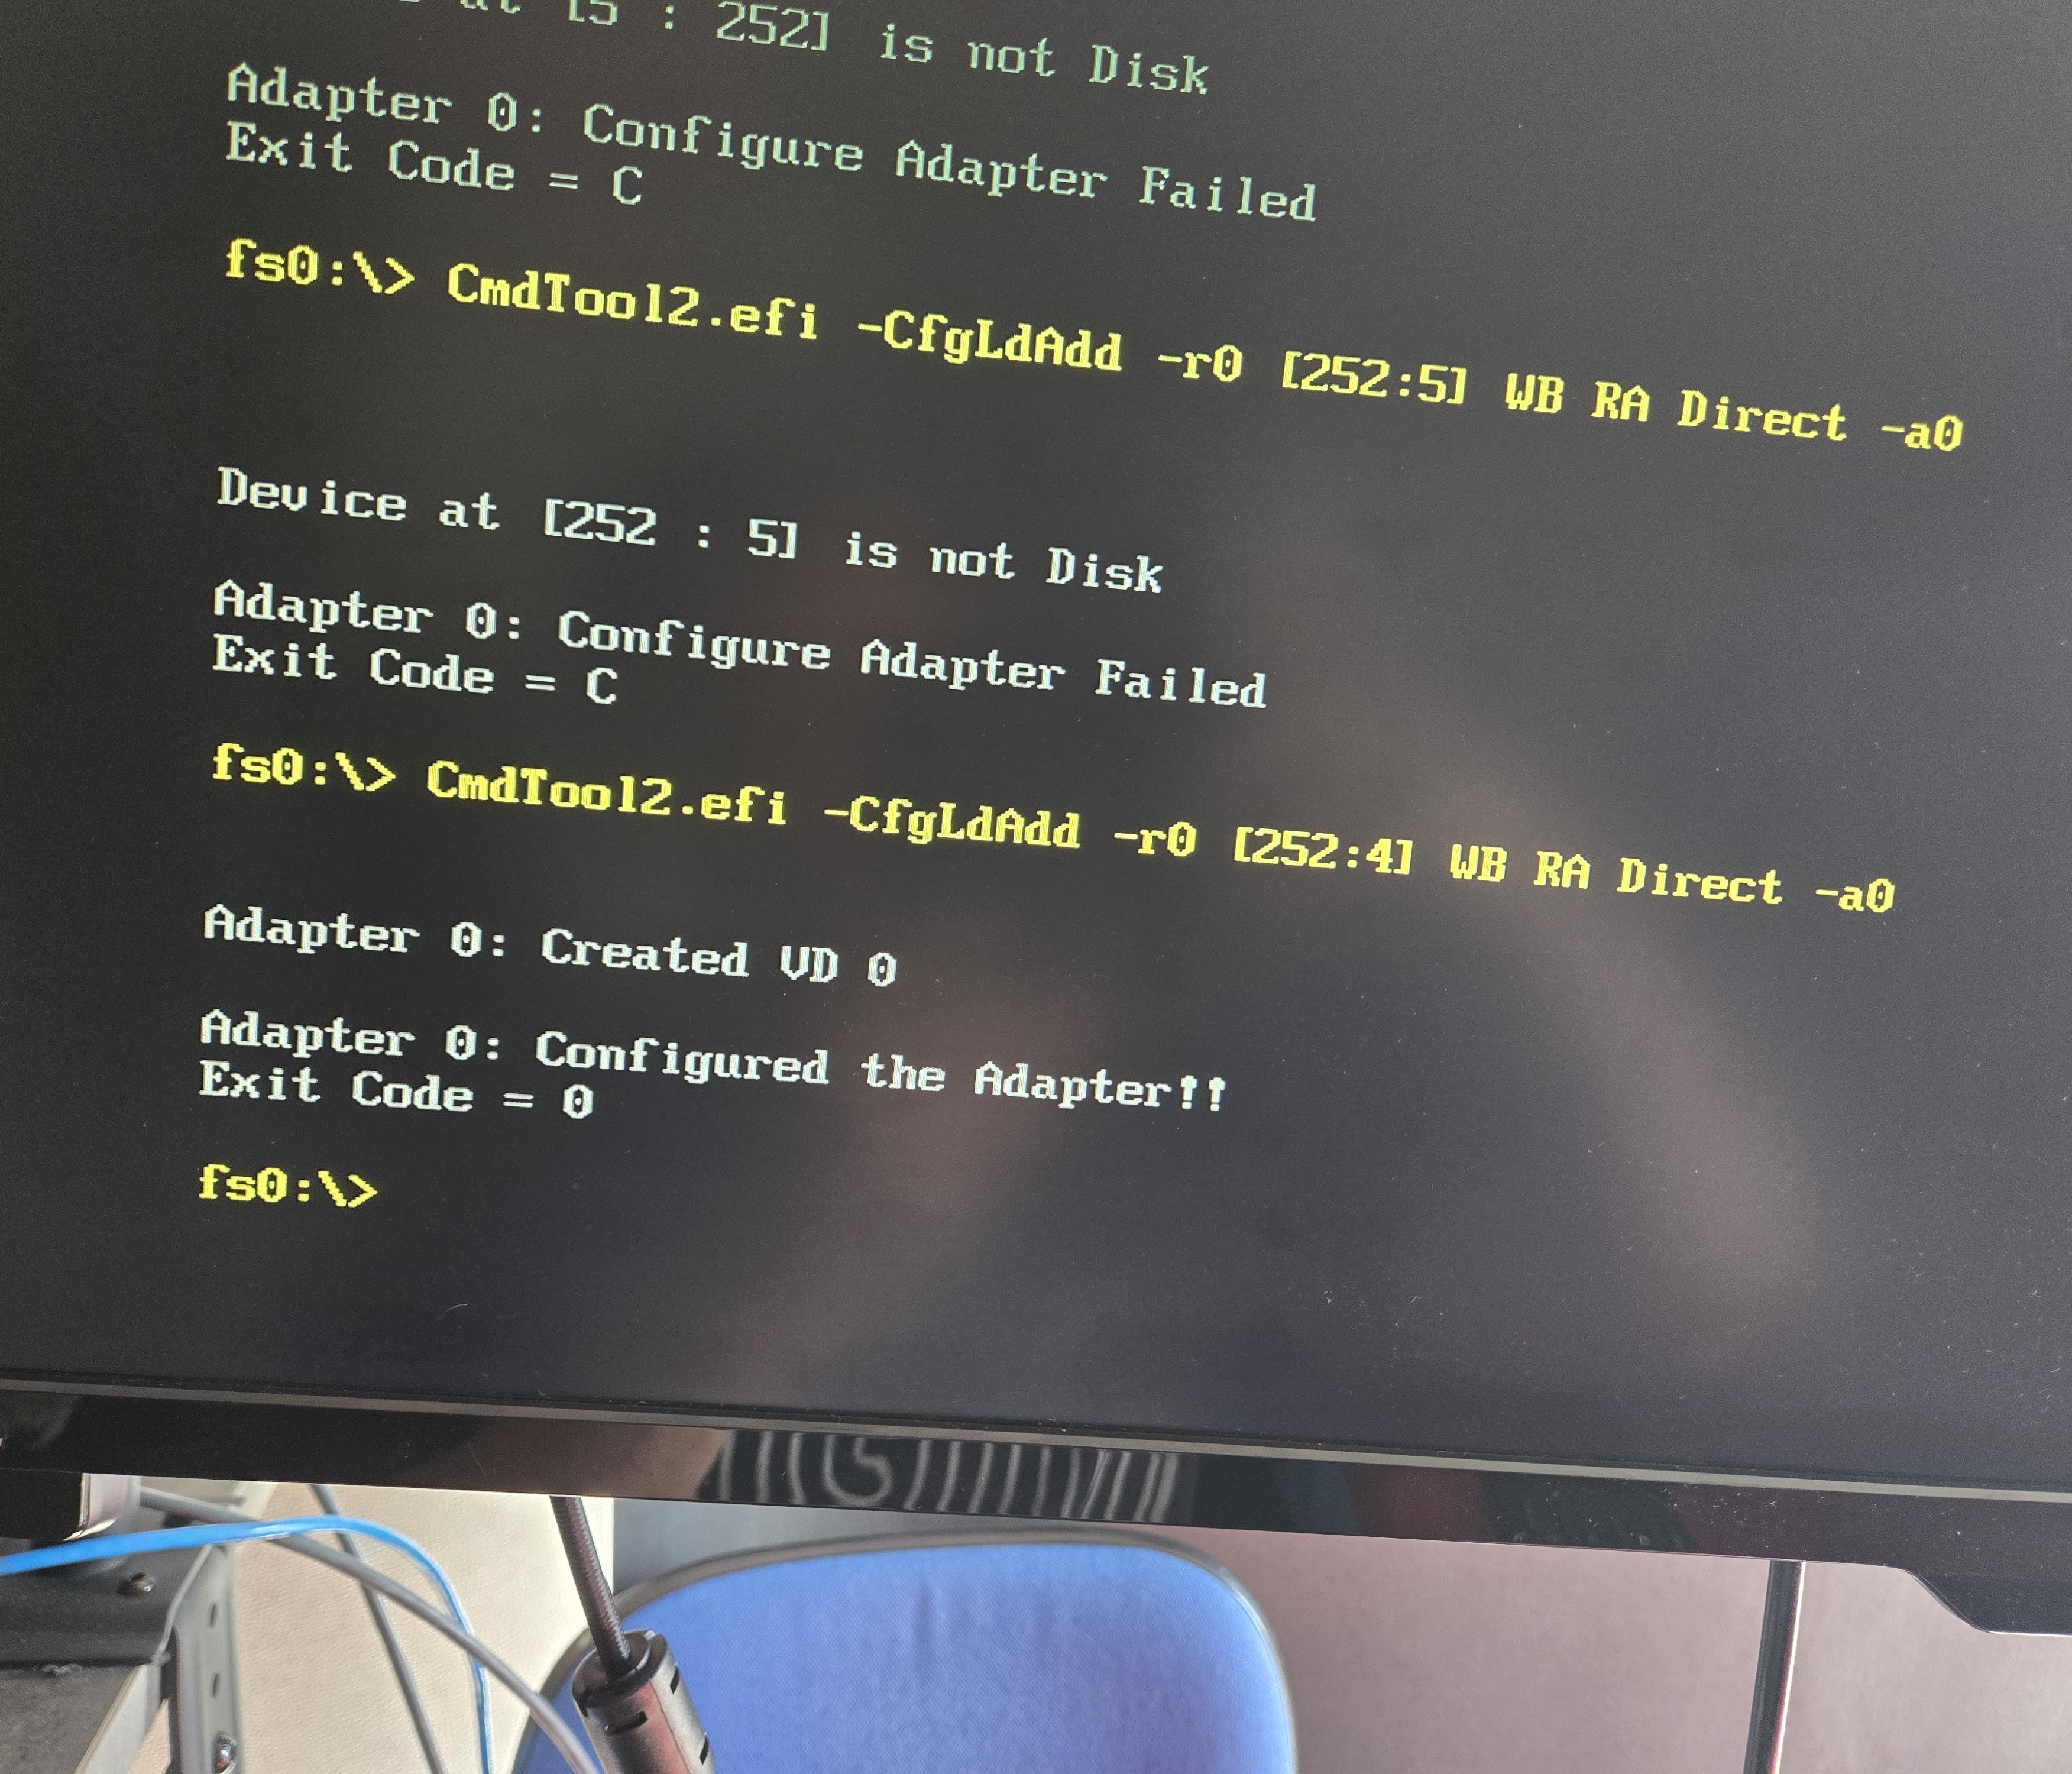 at [5 : 252] is not Disk
Adapter 0: Configure Adapter Failed
Exit Code = C
fs0:\> CmdTool2.efi -CfgLdAdd -r0 [252:5] WB RA Direct -a0
Device at [252 : 5] is not Disk
Adapter 0: Configure Adapter Failed
Exit Code = C
fs0:\> CmdTool2.efi -CfgLdAdd -r0 [252:4] WB RA Direct -a0
Adapter 0: Created VD 0
Adapter 0: Configured the Adapter!!
Exit Code = 0
fs0:\>